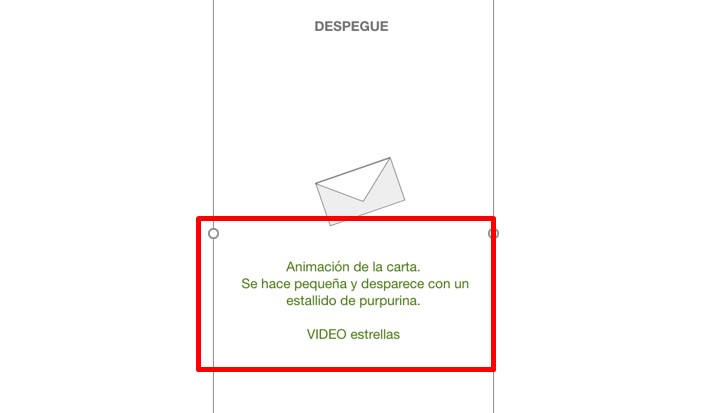 DESPEGUE
Animación de la carta.
Se hace pequeña y desparece con un
estallido de purpurina.
VIDEO estrellas